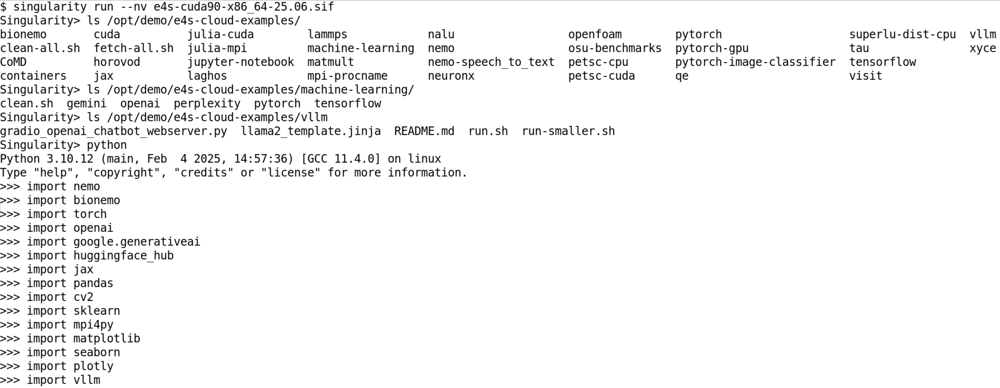 $ singularity run --nv e4s-cuda90-x86_64-25.06.sif
Singularity> ls /opt/demo/e4s-cloud-examples/
bionemo       cuda          julia-cuda        lammps            nalu                 openfoam        pytorch                   superlu-dist-cpu  vllm
clean-all.sh  fetch-all.sh  julia-mpi         machine-learning  nemo                 osu-benchmarks  pytorch-gpu               tau               xyce
CoMD          horovod       jupyter-notebook  matmult           nemo-speech_to_text  petsc-cpu       pytorch-image-classifier  tensorflow
containers    jax           laghos            mpi-procname      neuronx              petsc-cuda      qe                        visit
Singularity> ls /opt/demo/e4s-cloud-examples/machine-learning/
clean.sh  gemini  openai  perplexity  pytorch  tensorflow
Singularity> ls /opt/demo/e4s-cloud-examples/vllm
gradio_openai_chatbot_webserver.py  llama2_template.jinja  README.md  run.sh  run-smaller.sh
Singularity> python
Python 3.10.12 (main, Feb  4 2025, 14:57:36) [GCC 11.4.0] on linux
Type "help", "copyright", "credits" or "license" for more information.
>>> import nemo
>>> import bionemo
>>> import torch
>>> import openai
>>> import google.generativeai
>>> import huggingface_hub
>>> import jax
>>> import pandas
>>> import cv2
>>> import sklearn
>>> import mpi4py
>>> import matplotlib
>>> import seaborn
>>> import plotly
>>> import vllm